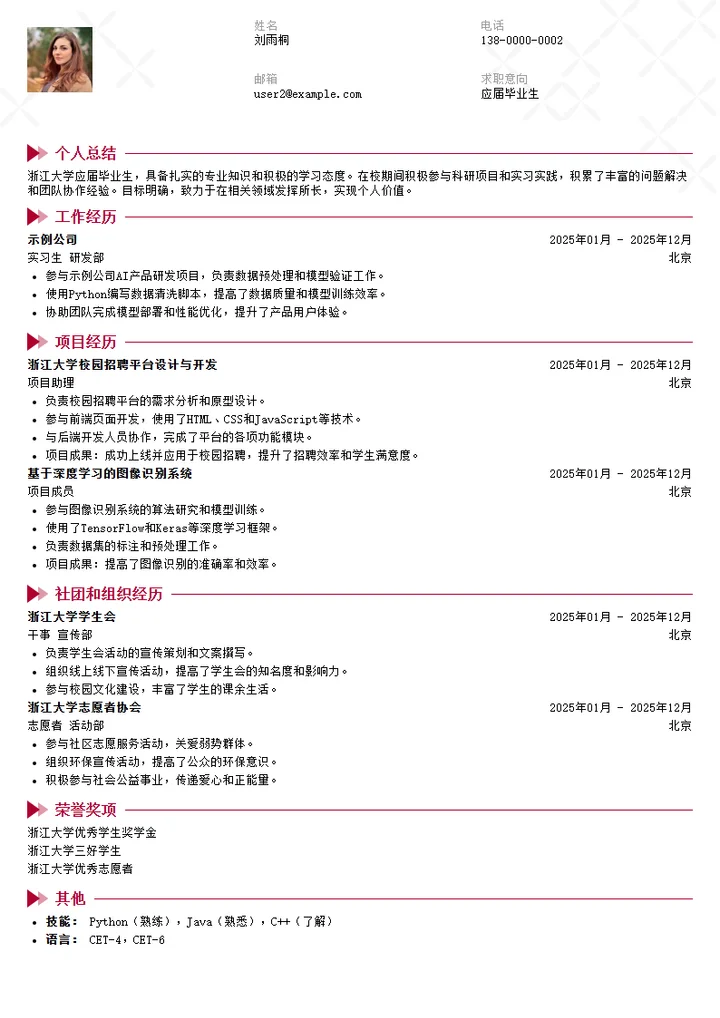 姓名
刘雨桐
电话
138-0000-0002
邮箱
user2@example.com
求职意向
应届毕业生
个人总结
浙江大学应届毕业生，具备扎实的专业知识和积极的学习态度。在校期间积极参与科研项目和实习实践，积累了丰富的问题解决
和团队协作经验。目标明确，致力于在相关领域发挥所长，实现个人价值。
工作经历
示例公司 2025年01月 - 2025年12月
实习生 研发部 北京
• 参与示例公司AI产品研发项目，负责数据预处理和模型验证工作。
• 使用Python编写数据清洗脚本，提高了数据质量和模型训练效率。
• 协助团队完成模型部署和性能优化，提升了产品用户体验。
项目经历
浙江大学校园招聘平台设计与开发 2025年01月 - 2025年12月
项目助理 北京
• 负责校园招聘平台的需求分析和原型设计。
• 参与前端页面开发，使用了HTML、CSS和JavaScript等技术。
• 与后端开发人员协作，完成了平台的各项功能模块。
• 项目成果：成功上线并应用于校园招聘，提升了招聘效率和学生满意度。
基于深度学习的图像识别系统 2025年01月 - 2025年12月
项目成员 北京
• 参与图像识别系统的算法研究和模型训练。
• 使用了TensorFlow和Keras等深度学习框架。
• 负责数据集的标注和预处理工作。
• 项目成果：提高了图像识别的准确率和效率。
社团和组织经历
浙江大学学生会 2025年01月 - 2025年12月
干事 宣传部 北京
• 负责学生会活动的宣传策划和文案撰写。
• 组织线上线下宣传活动，提高了学生会的知名度和影响力。
• 参与校园文化建设，丰富了学生的课余生活。
浙江大学志愿者协会 2025年01月 - 2025年12月
志愿者 活动部 北京
• 参与社区志愿服务活动，关爱弱势群体。
• 组织环保宣传活动，提高了公众的环保意识。
• 积极参与社会公益事业，传递爱心和正能量。
荣誉奖项
浙江大学优秀学生奖学金
浙江大学三好学生
浙江大学优秀志愿者
其他
• 技能： Python（熟练），Java（熟悉），C++（了解）
• 语言： CET-4，CET-6